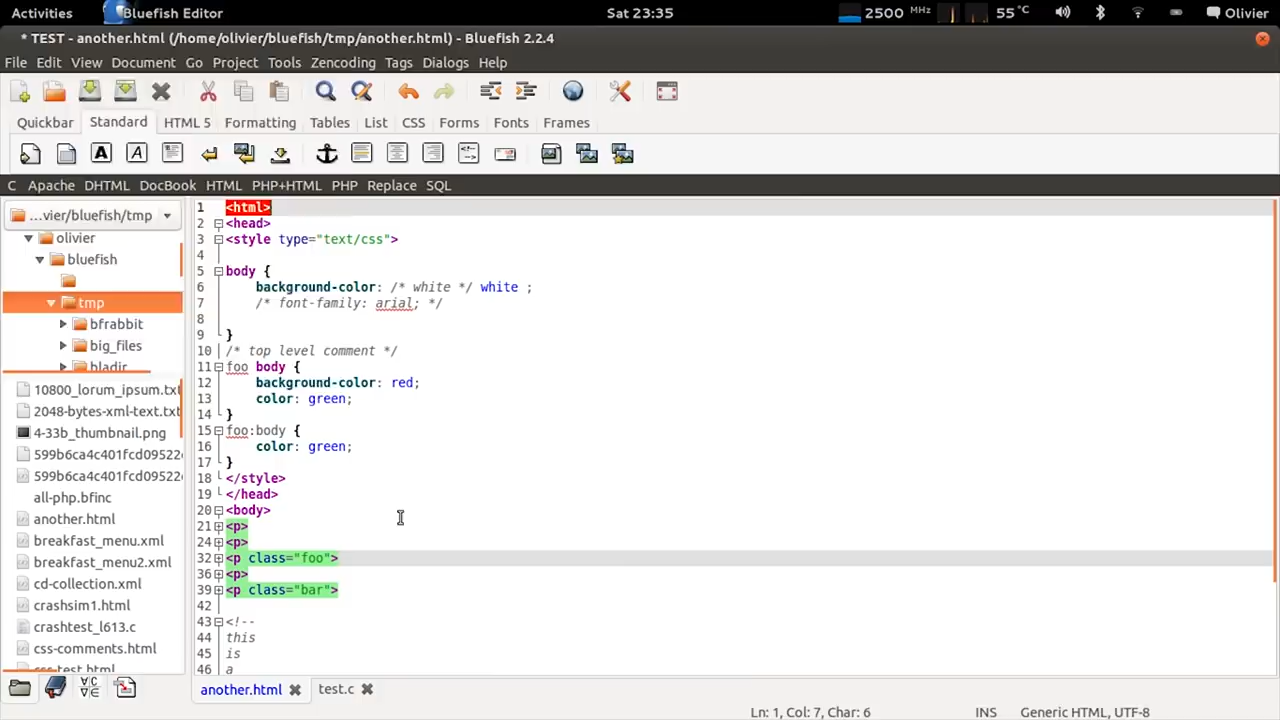 Activities Bluefish Editor Sat 23:35 2500 MHz 55 °C Olivier
* TEST - another.html (/home/olivier/bluefish/tmp/another.html) - Bluefish 2.2.4
File Edit View Document Go Project Tools Zencoding Tags Dialogs Help
Quickbar Standard HTML 5 Formatting Tables List CSS Forms Fonts Frames
C Apache DHTML DocBook HTML PHP+HTML PHP Replace SQL
...vier/bluefish/tmp
olivier
bluefish
tmp
bfrabbit
big_files
bladir
10800_lorum_ipsum.txt
2048-bytes-xml-text.txt
4-33b_thumbnail.png
599b6ca4c401fcd09522
599b6ca4c401fcd09522
all-php.bfinc
another.html
breakfast_menu.xml
breakfast_menu2.xml
cd-collection.xml
crashsim1.html
crashtest_l613.c
css-comments.html
css-test.html
1 <html>
2 <head>
3 <style type="text/css">
4
5 body {
6 background-color: /* white */ white ;
7 /* font-family: arial; */
8
9 }
10 /* top level comment */
11 foo body {
12 background-color: red;
13 color: green;
14 }
15 foo:body {
16 color: green;
17 }
18 </style>
19 </head>
20 <body>
21 <p>
24 <p>
32 <p class="foo">
36 <p>
39 <p class="bar">
42
43 <!--
44 this
45 is
46 a
another.html test.c
Ln: 1, Col: 7, Char: 6 INS Generic HTML, UTF-8